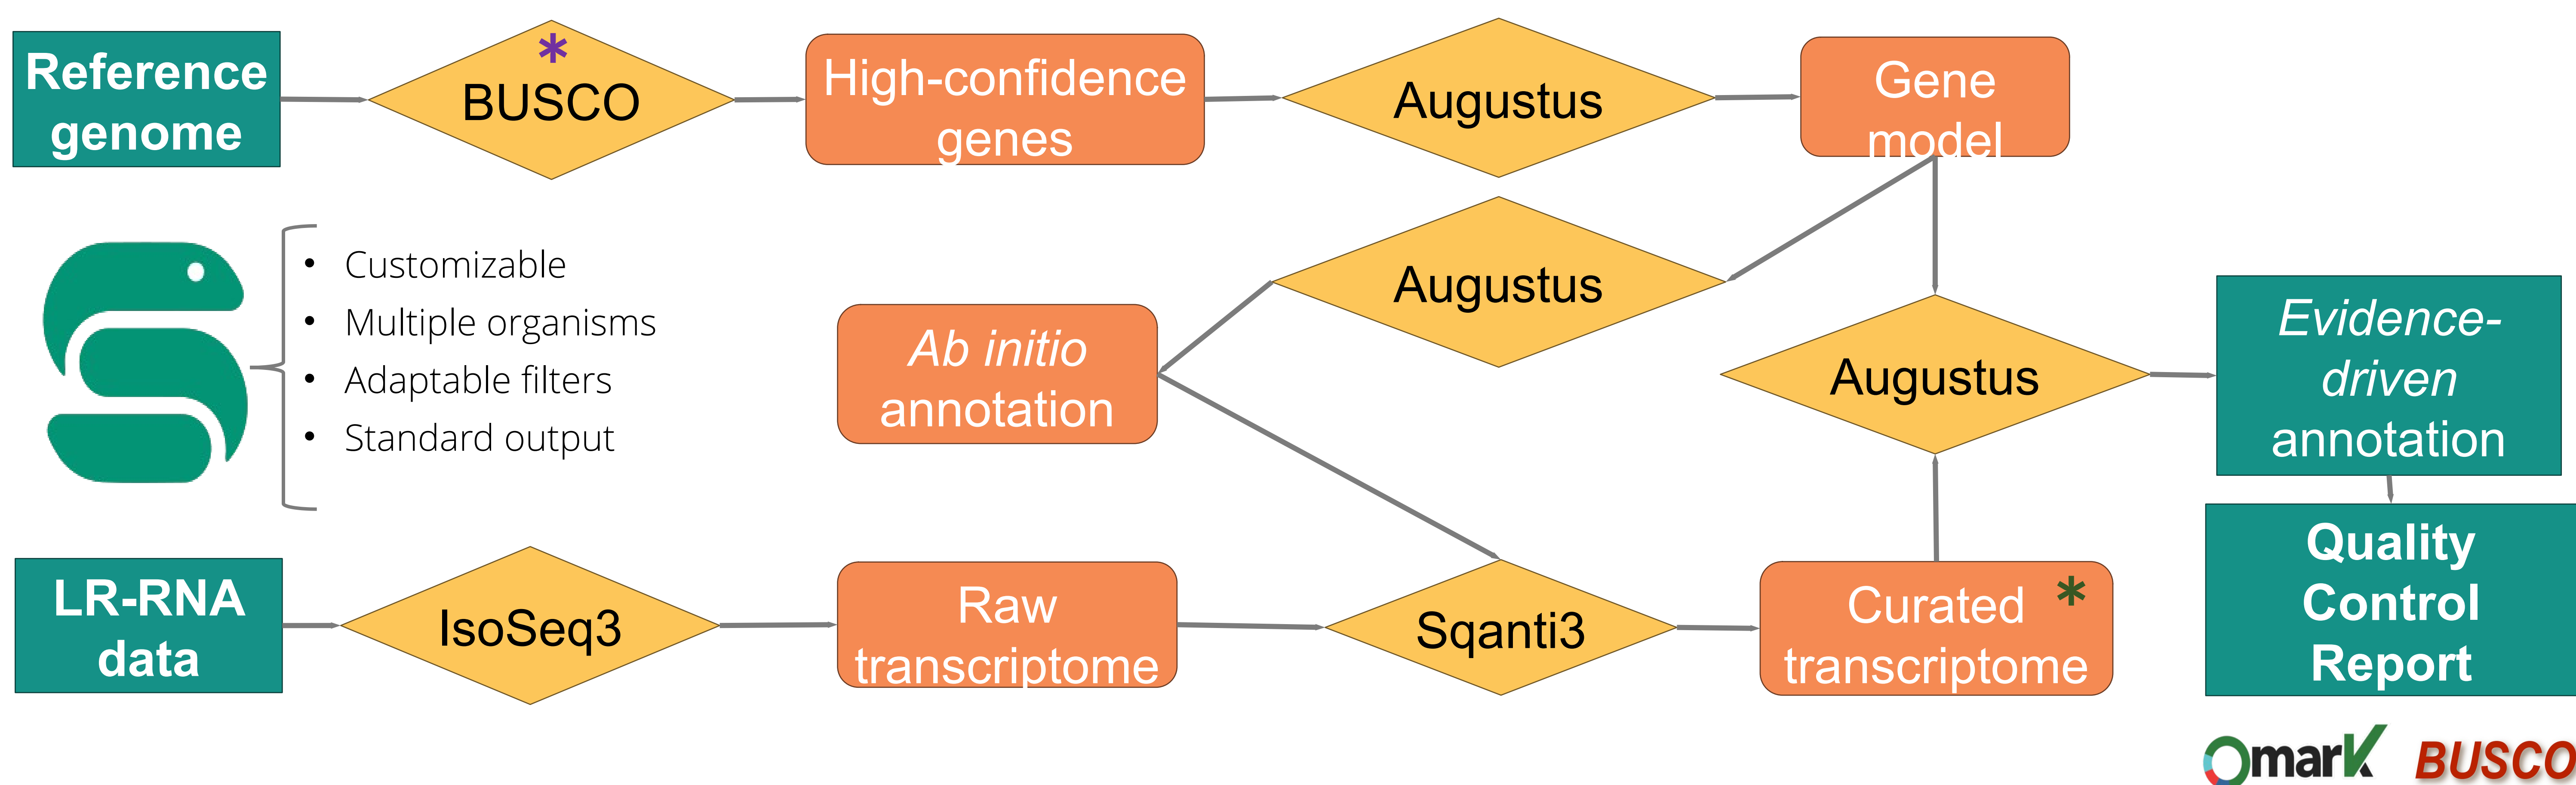 Reference
genome
*
BUSCO
High-confidence
genes
Augustus
Gene
model
Customizable
Multiple organisms
Adaptable filters
Standard output
Augustus
Ab initio
annotation
Augustus
Evidence-
driven
annotation
LR-RNA
data
IsoSeq3
Raw
transcriptome
Sqanti3
Curated *
transcriptome
Quality
Control
Report
OmarK
BUSCO